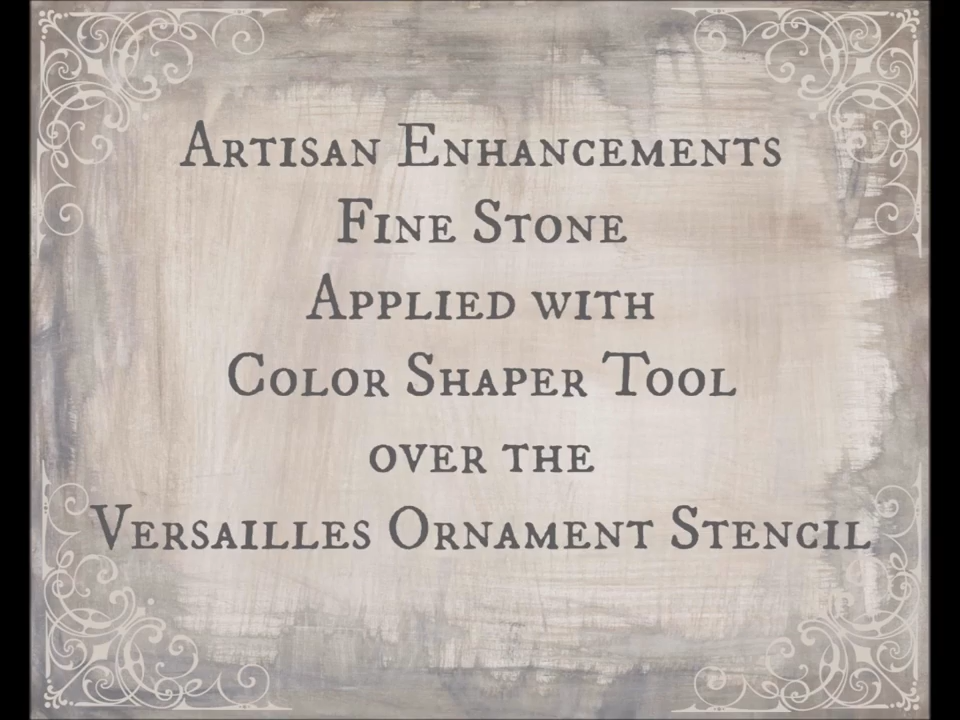 Artisan Enhancements
Fine Stone
Applied with
Color Shaper Tool
over the
Versailles Ornament Stencil